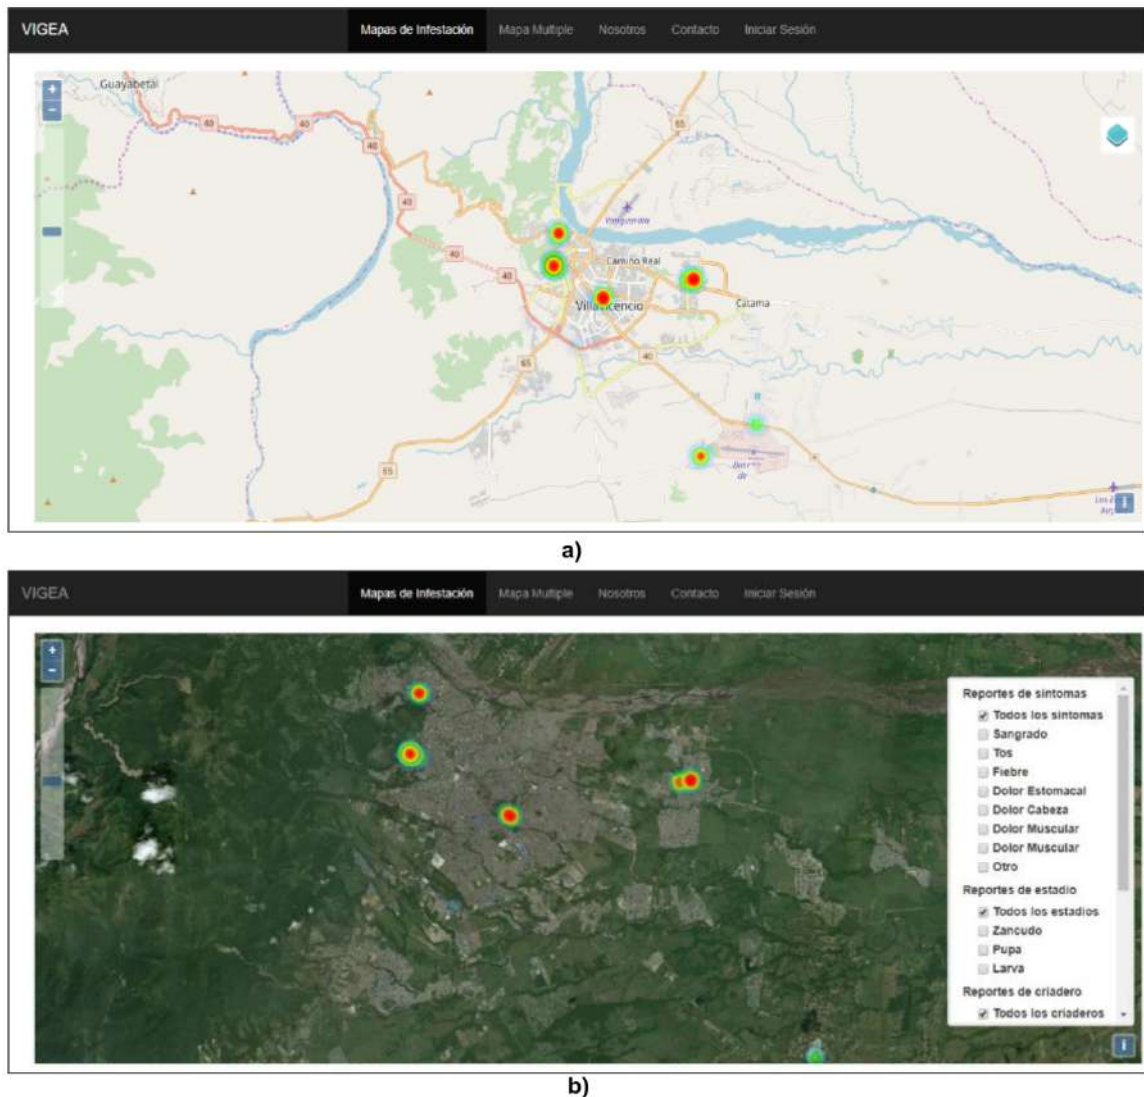 VIGEA Mapas de Infestación Mapa Multiple Nosotros Contacto Iniciar Sesión
+
−
Guayabetal
40
40
40
65
40
Vanguardia
40
Camino Real
40
Villavicencio
Catama
65
40
65
i
a)
VIGEA Mapas de Infestación Mapa Multiple Nosotros Contacto Iniciar Sesión
+
−
Reportes de sintomas
Todos los sintomas
Sangrado
Tos
Fiebre
Dolor Estomacal
Dolor Cabeza
Dolor Muscular
Dolor Muscular
Otro
Reportes de estadio
Todos los estadios
Zancudo
Pupa
Larva
Reportes de criadero
Todos los criaderos
i
b)